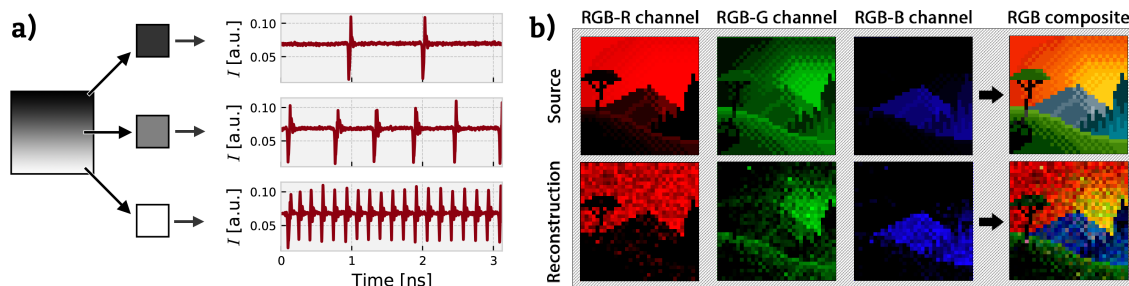 a)
I [a.u.]
0.10
0.05
I [a.u.]
0.10
0.05
I [a.u.]
0.10
0.05
0
1
2
3
Time [ns]
b)
RGB-R channel
RGB-G channel
RGB-B channel
RGB composite
Source
Reconstruction